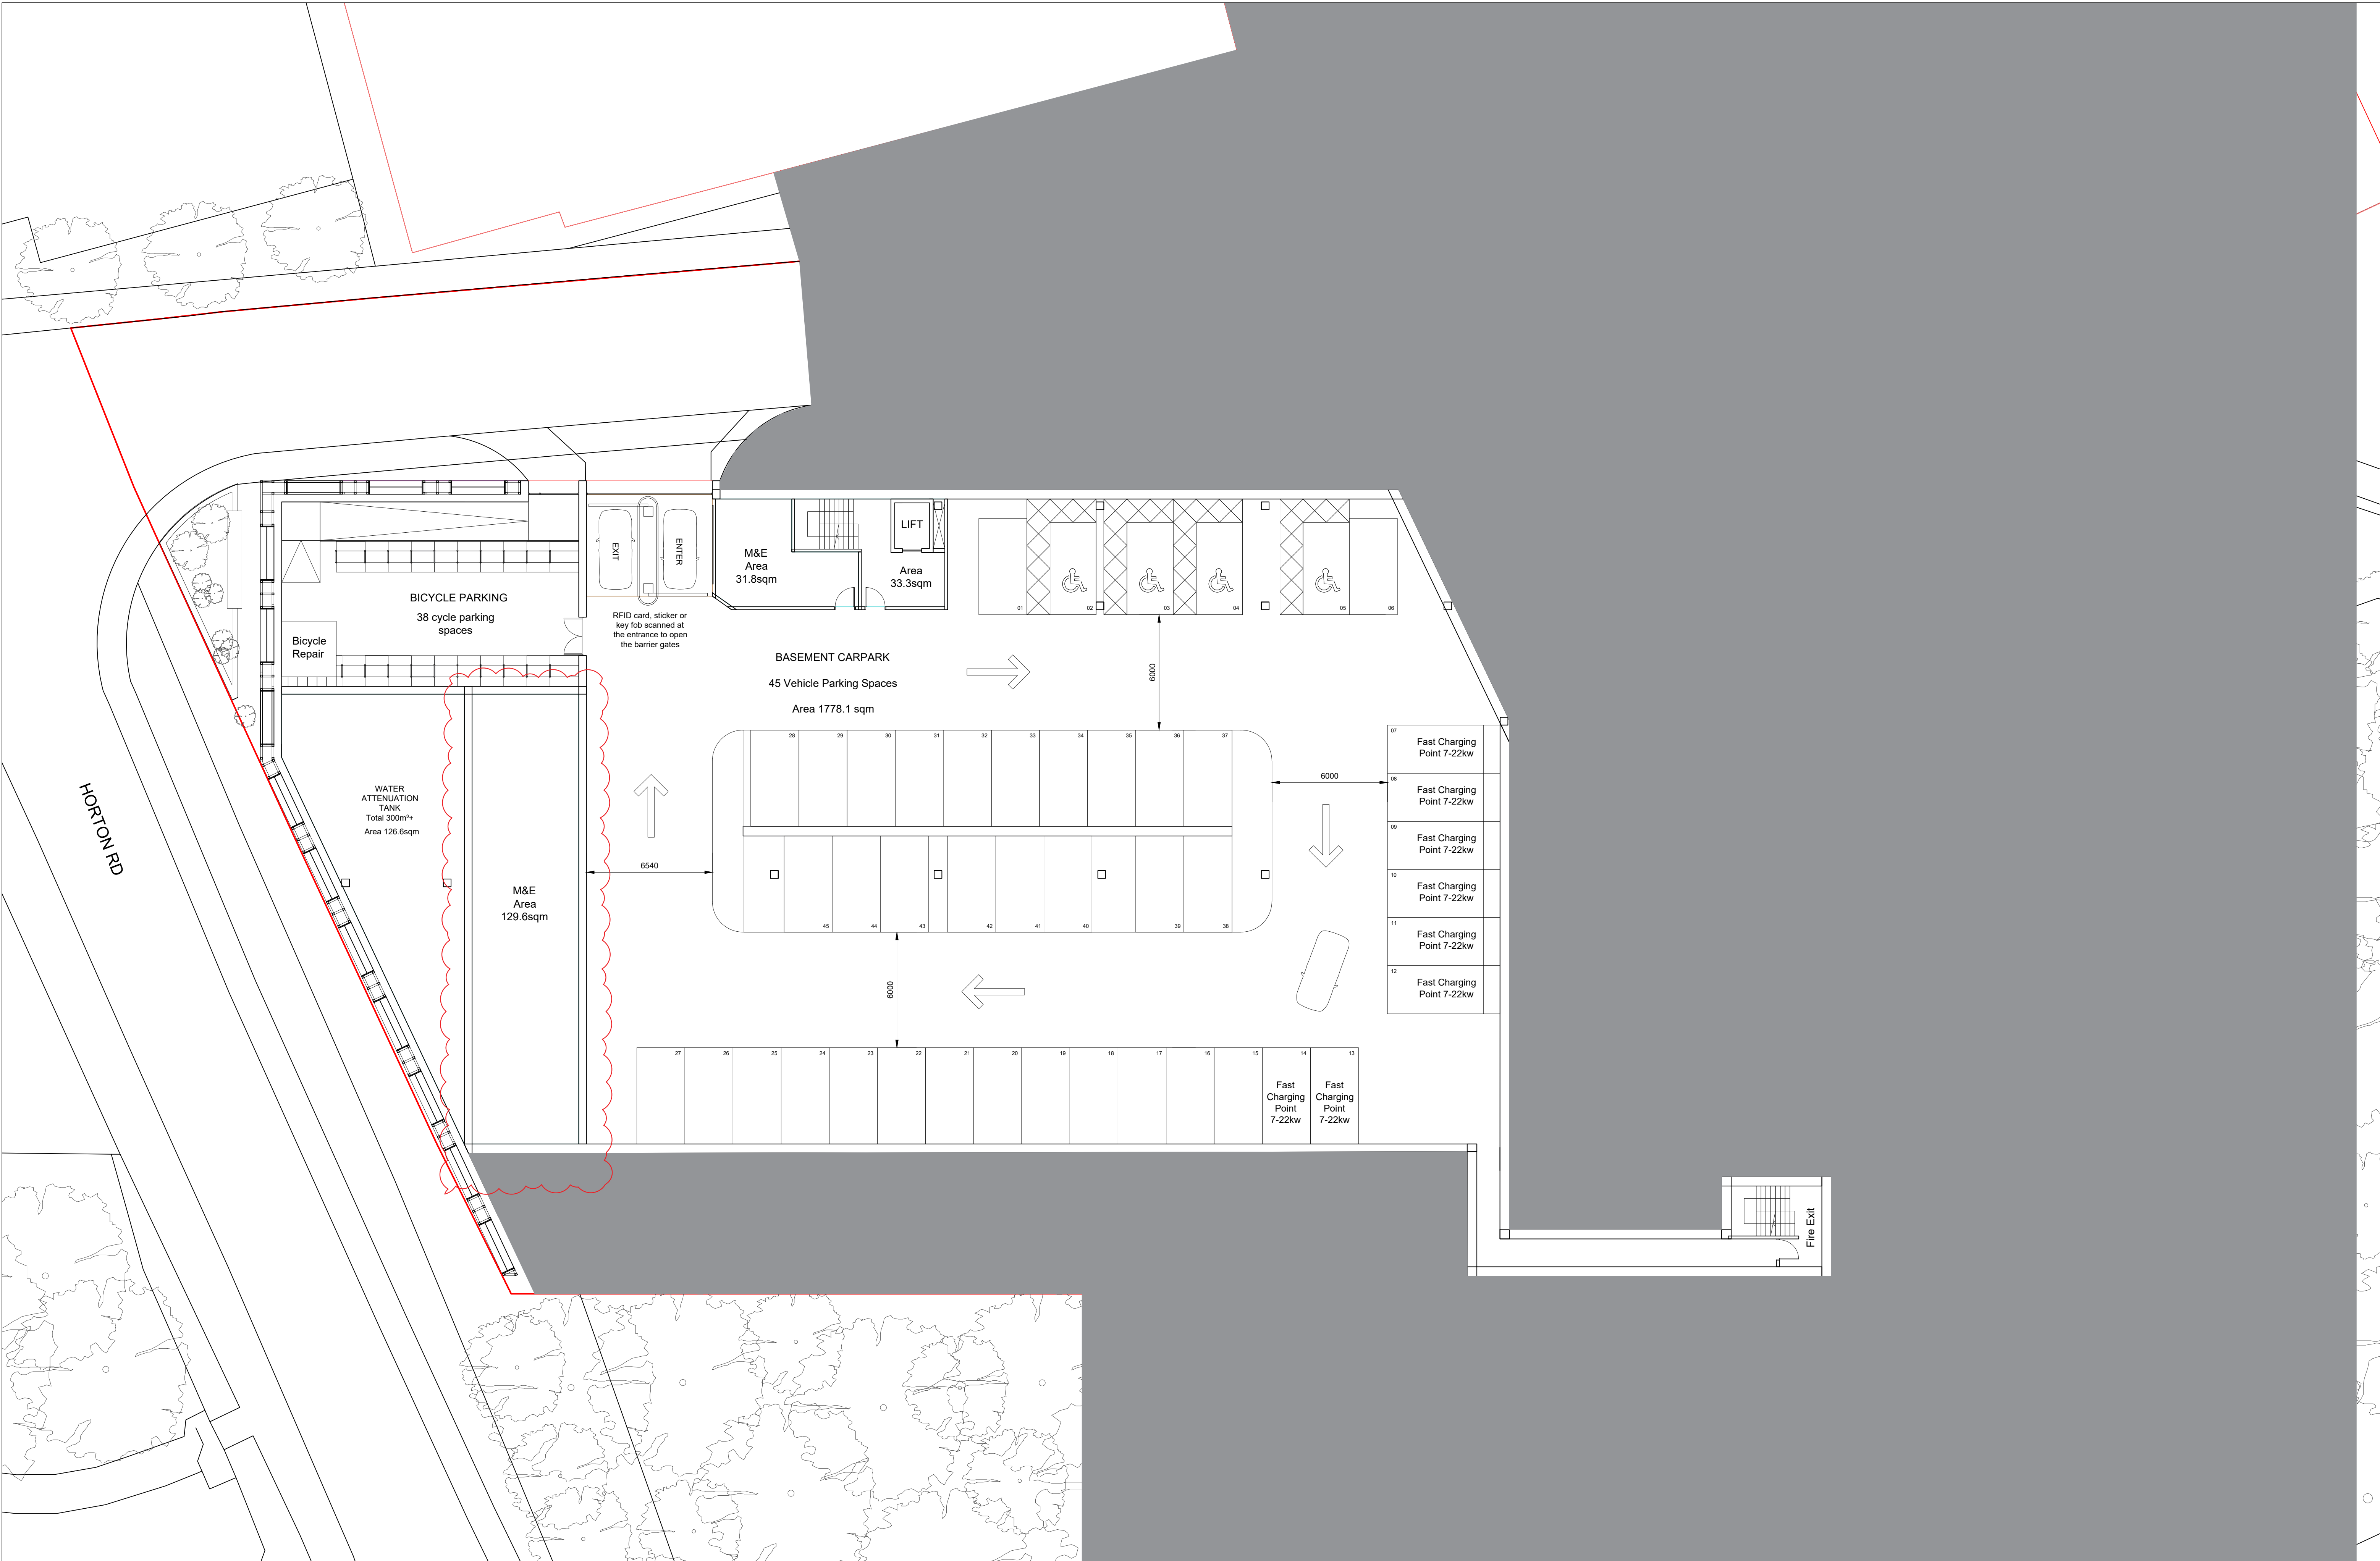 EXIT
ENTER
LIFT
M&E
Area
31.8sqm
Area
33.3sqm
BICYCLE PARKING
38 cycle parking
spaces
RFID card, sticker or
key fob scanned at
the entrance to open
the barrier gates
Bicycle
Repair
01
02
03
04
05
06
BASEMENT CARPARK
45 Vehicle Parking Spaces
Area 1778.1 sqm
6000
28
29
30
31
32
33
34
35
36
37
6000
07
Fast Charging
Point 7-22kw
08
Fast Charging
Point 7-22kw
09
Fast Charging
Point 7-22kw
10
Fast Charging
Point 7-22kw
11
Fast Charging
Point 7-22kw
12
Fast Charging
Point 7-22kw
HORTON RD
WATER
ATTENUATION
TANK
Total 300m³+
Area 126.6sqm
6540
M&E
Area
129.6sqm
45
44
43
42
41
40
39
38
6000
27
26
25
24
23
22
21
20
19
18
17
16
15
14
13
Fast
Charging
Point
7-22kw
Fast
Charging
Point
7-22kw
Fire Exit